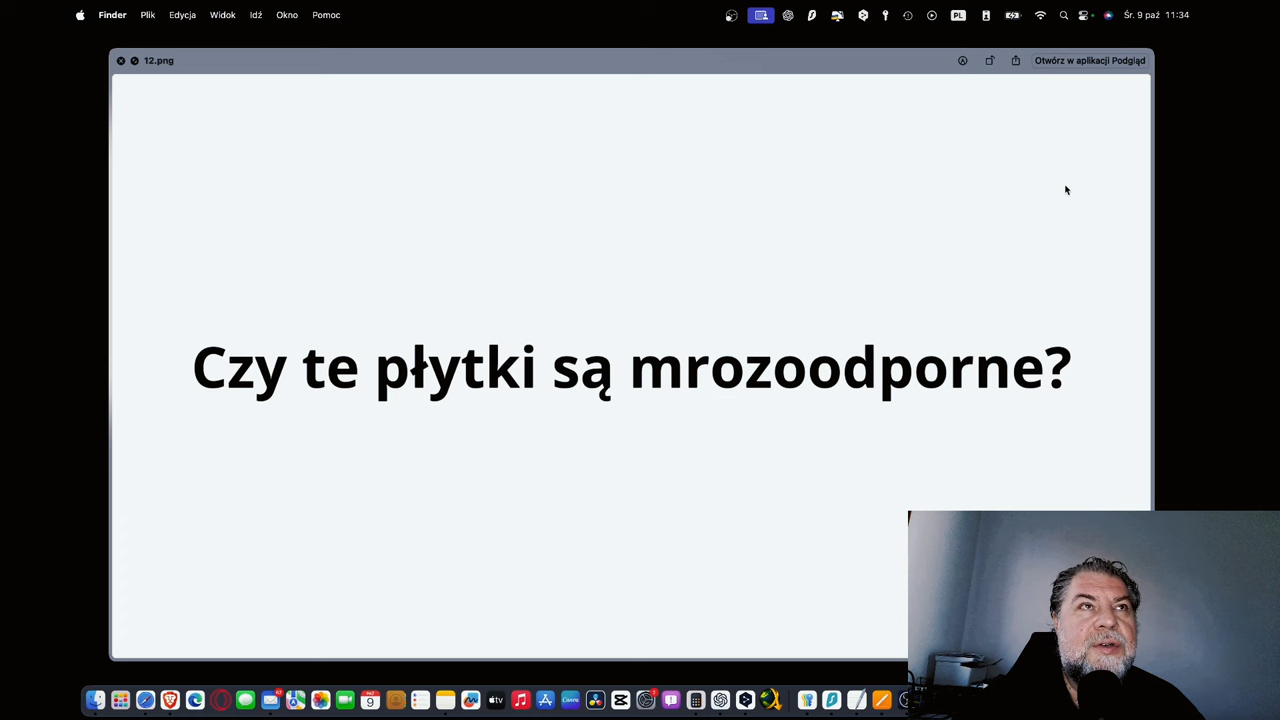 Finder Plik Edycja Widok Idź Okno Pomoc PL Śr. 9 paź 11:34
12.png Otwórz w aplikacji Podgląd
Czy te płytki są mrozoodporne?